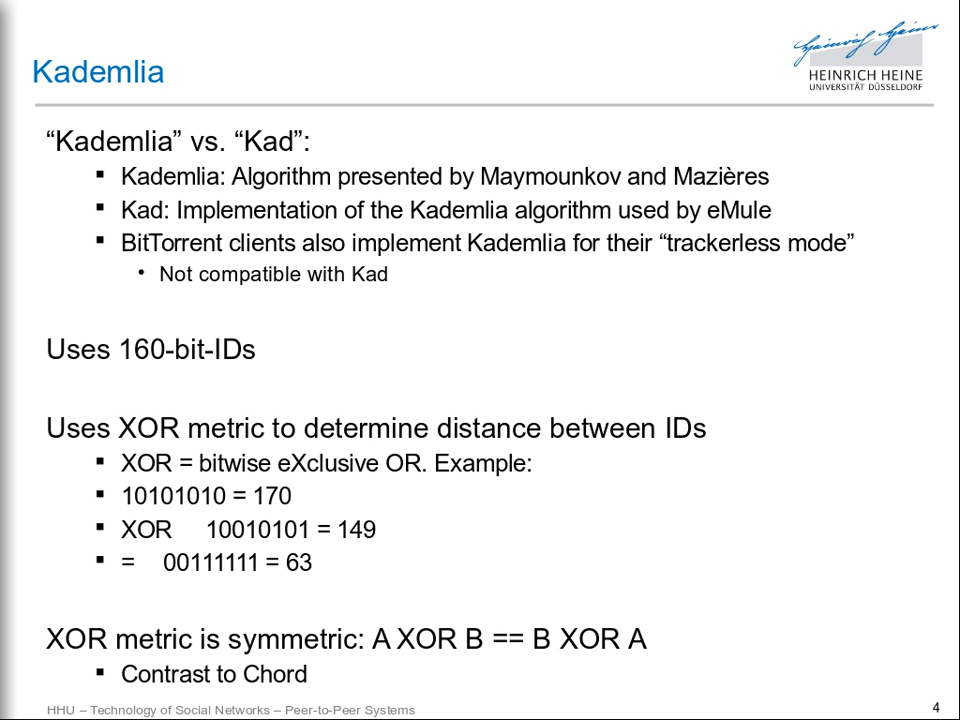 Kademlia
Heinrich Heine
HEINRICH HEINE
UNIVERSITÄT DÜSSELDORF
“Kademlia” vs. “Kad”:
▪ Kademlia: Algorithm presented by Maymounkov and Mazières
▪ Kad: Implementation of the Kademlia algorithm used by eMule
▪ BitTorrent clients also implement Kademlia for their “trackerless mode”
• Not compatible with Kad
Uses 160-bit-IDs
Uses XOR metric to determine distance between IDs
▪ XOR = bitwise eXclusive OR. Example:
▪ 10101010 = 170
▪ XOR 10010101 = 149
▪ = 00111111 = 63
XOR metric is symmetric: A XOR B == B XOR A
▪ Contrast to Chord
HHU – Technology of Social Networks – Peer-to-Peer Systems
4